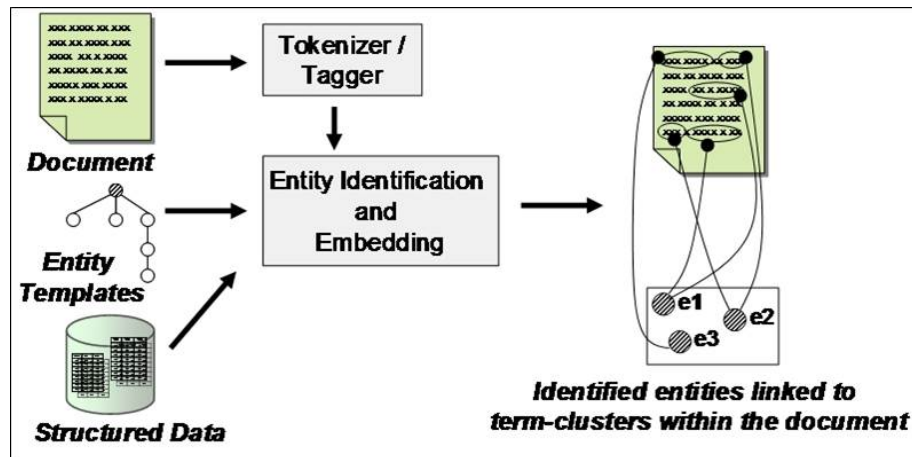 Tokenizer /
Tagger
Document
Entity Identification
and
Embedding
Entity
Templates
Structured Data
e1
e2
e3
Identified entities linked to
term-clusters within the document